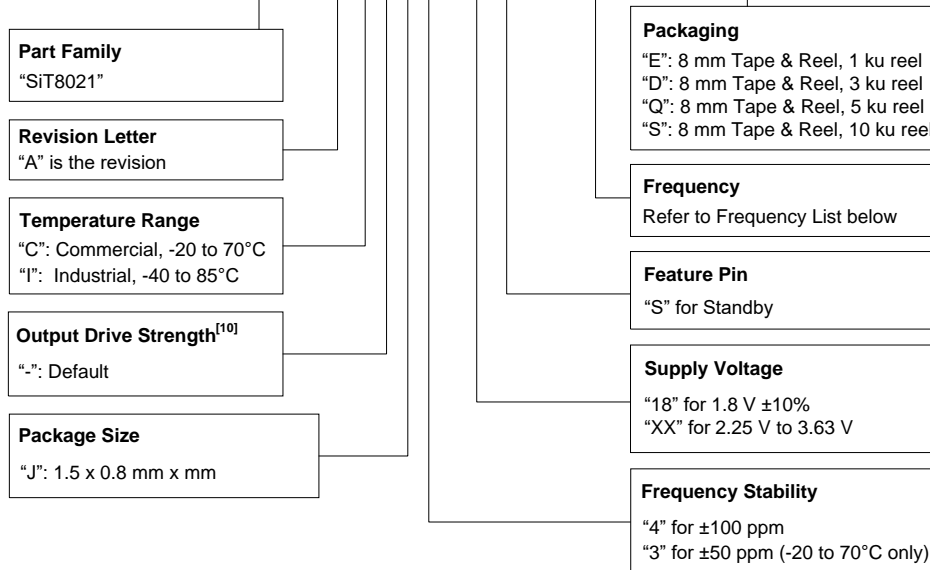 Part Family
“SiT8021”
Revision Letter
“A” is the revision
Temperature Range
“C”: Commercial, -20 to 70°C
“I”: Industrial, -40 to 85°C
Output Drive Strength[10]
“-”: Default
Package Size
“J”: 1.5 x 0.8 mm x mm
Packaging
“E”: 8 mm Tape & Reel, 1 ku reel
“D”: 8 mm Tape & Reel, 3 ku reel
“Q”: 8 mm Tape & Reel, 5 ku reel
“S”: 8 mm Tape & Reel, 10 ku reel
Frequency
Refer to Frequency List below
Feature Pin
“S” for Standby
Supply Voltage
“18” for 1.8 V ±10%
“XX” for 2.25 V to 3.63 V
Frequency Stability
“4” for ±100 ppm
“3” for ±50 ppm (-20 to 70°C only)